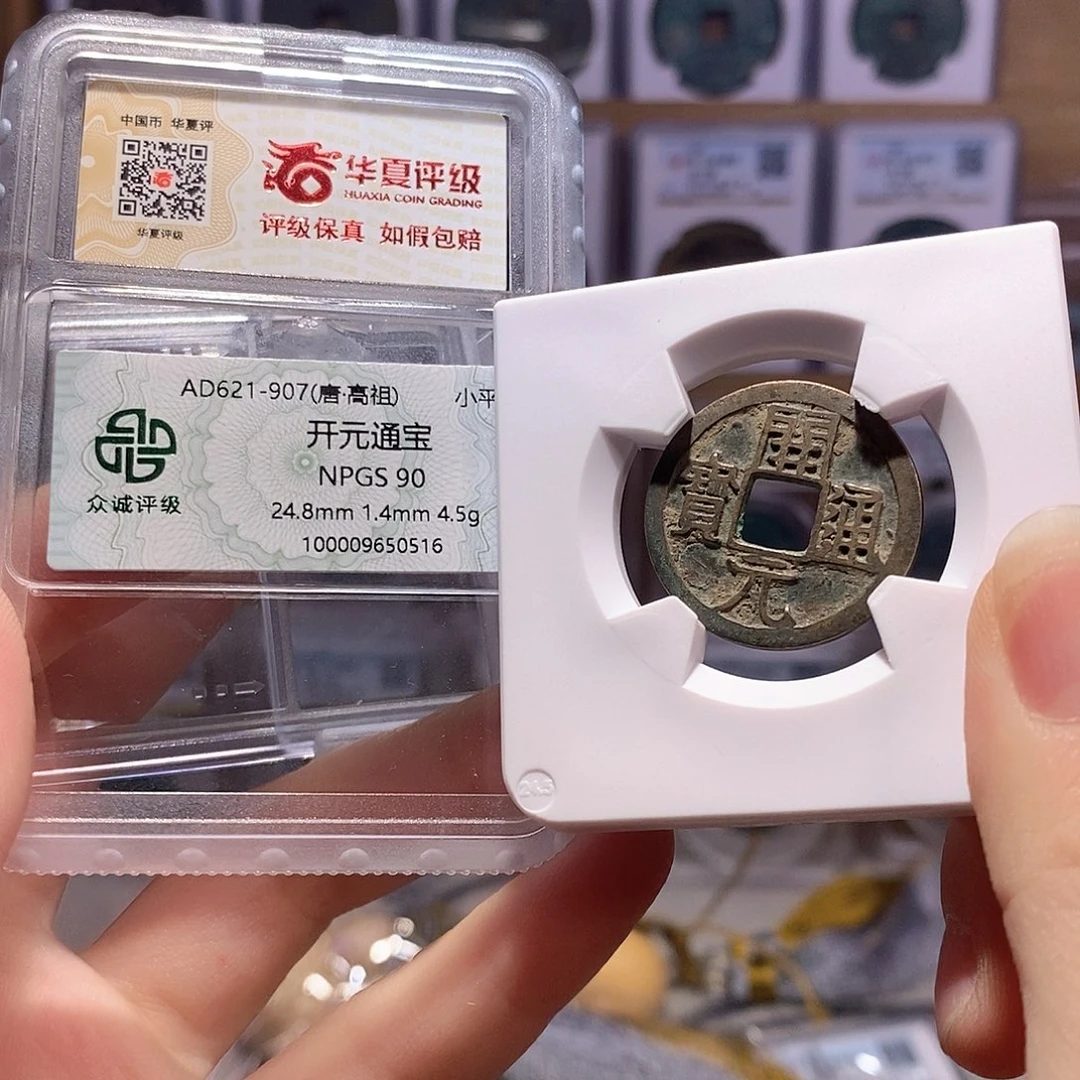 中国币 华夏评
华夏评级
HUAXIA COIN GRADING
评级保真 如假包赔
华夏评级
AD621-907(唐·高祖) 小平
开元通宝
NPGS 90
24.8mm 1.4mm 4.5g
100009650516
众诚评级
開
寶 通
元